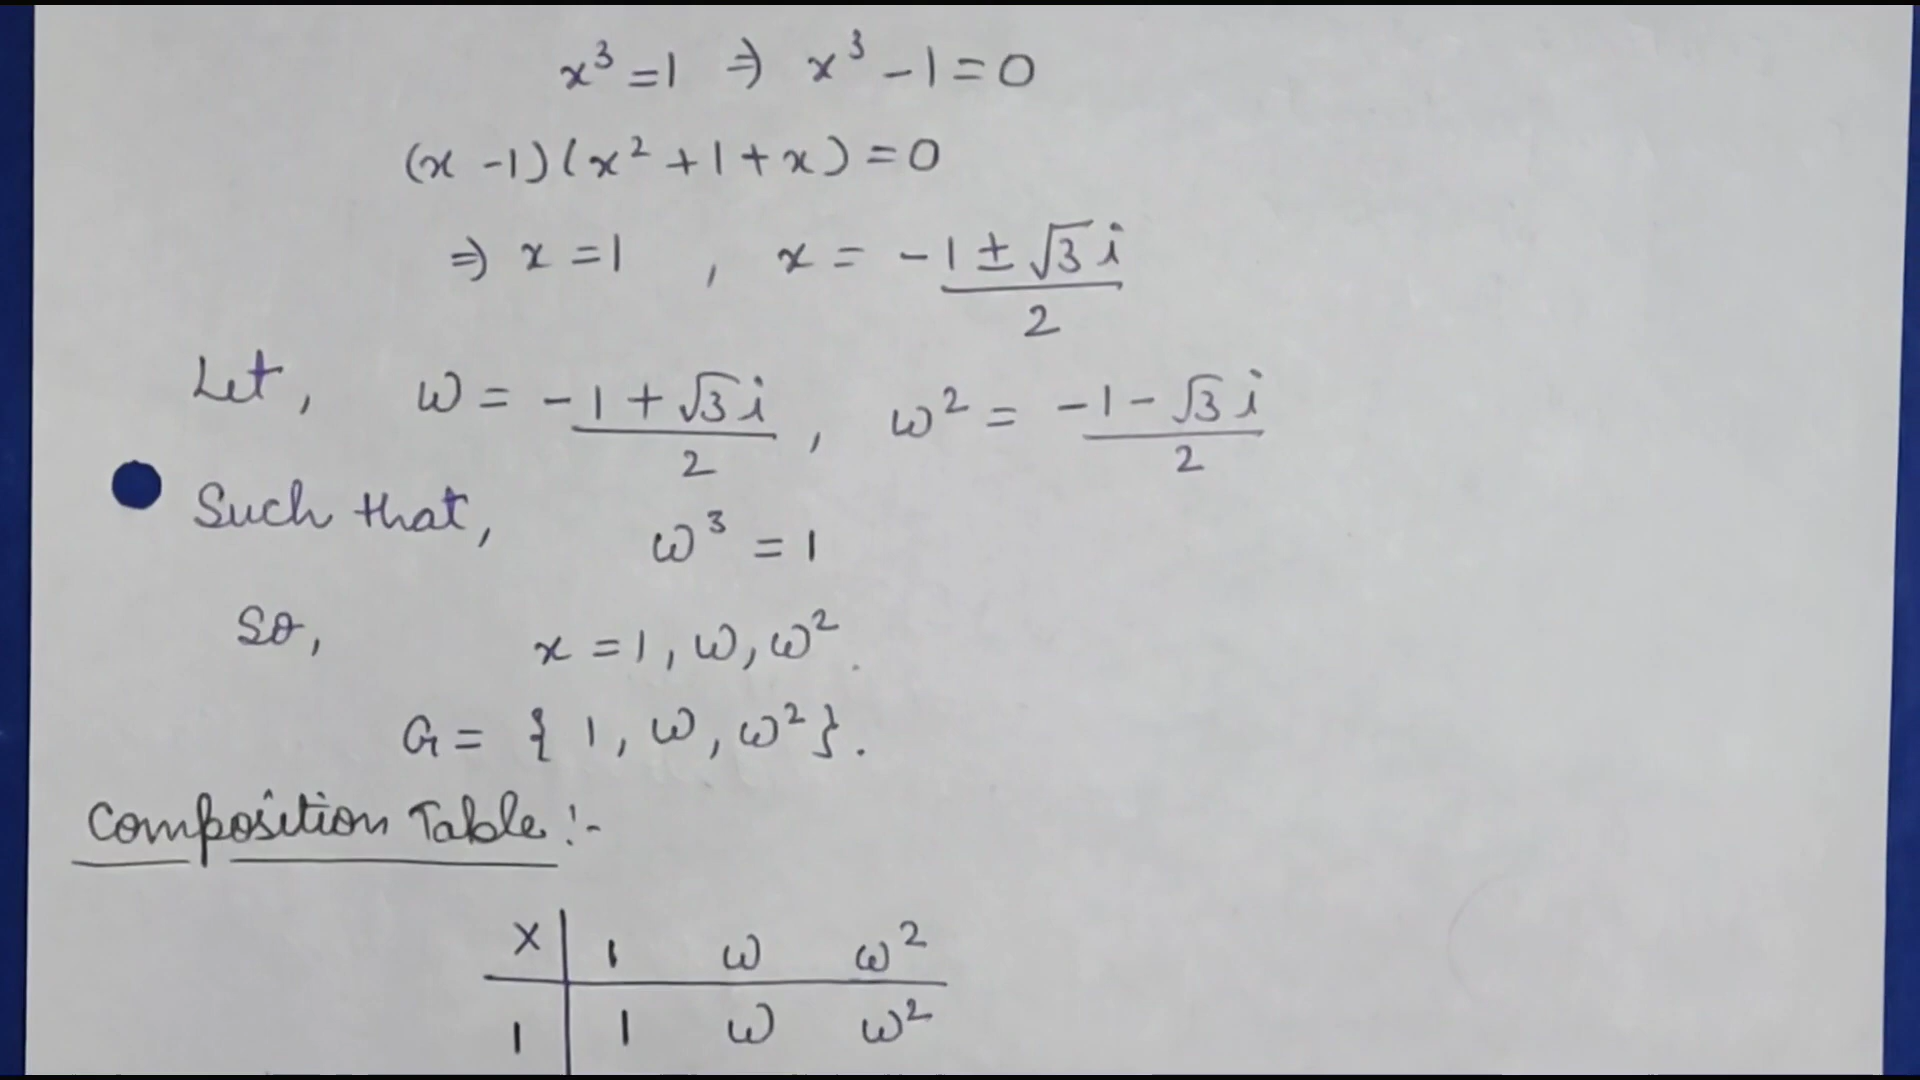 x³ = 1 ⇒ x³ - 1 = 0
(x - 1)(x² + 1 + x) = 0
⇒ x = 1 , x = -1 ± √3 i / 2
Let, ω = -1 + √3 i / 2 , ω² = -1 - √3 i / 2
Such that,
ω³ = 1
So, x = 1, ω, ω².
G = { 1, ω, ω² }.
Composition Table :-
× | 1 ω ω²
1 | 1 ω ω²